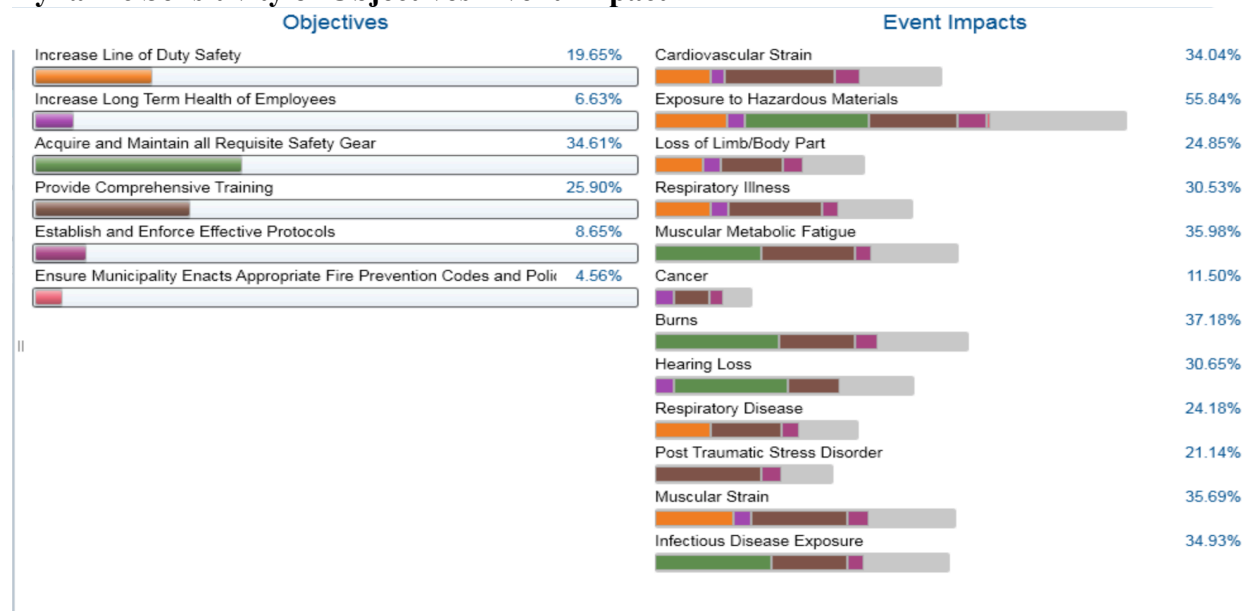 Objectives
Increase Line of Duty Safety 19.65%
Increase Long Term Health of Employees 6.63%
Acquire and Maintain all Requisite Safety Gear 34.61%
Provide Comprehensive Training 25.90%
Establish and Enforce Effective Protocols 8.65%
Ensure Municipality Enacts Appropriate Fire Prevention Codes and Polic 4.56%
Event Impacts
Cardiovascular Strain 34.04%
Exposure to Hazardous Materials 55.84%
Loss of Limb/Body Part 24.85%
Respiratory Illness 30.53%
Muscular Metabolic Fatigue 35.98%
Cancer 11.50%
Burns 37.18%
Hearing Loss 30.65%
Respiratory Disease 24.18%
Post Traumatic Stress Disorder 21.14%
Muscular Strain 35.69%
Infectious Disease Exposure 34.93%